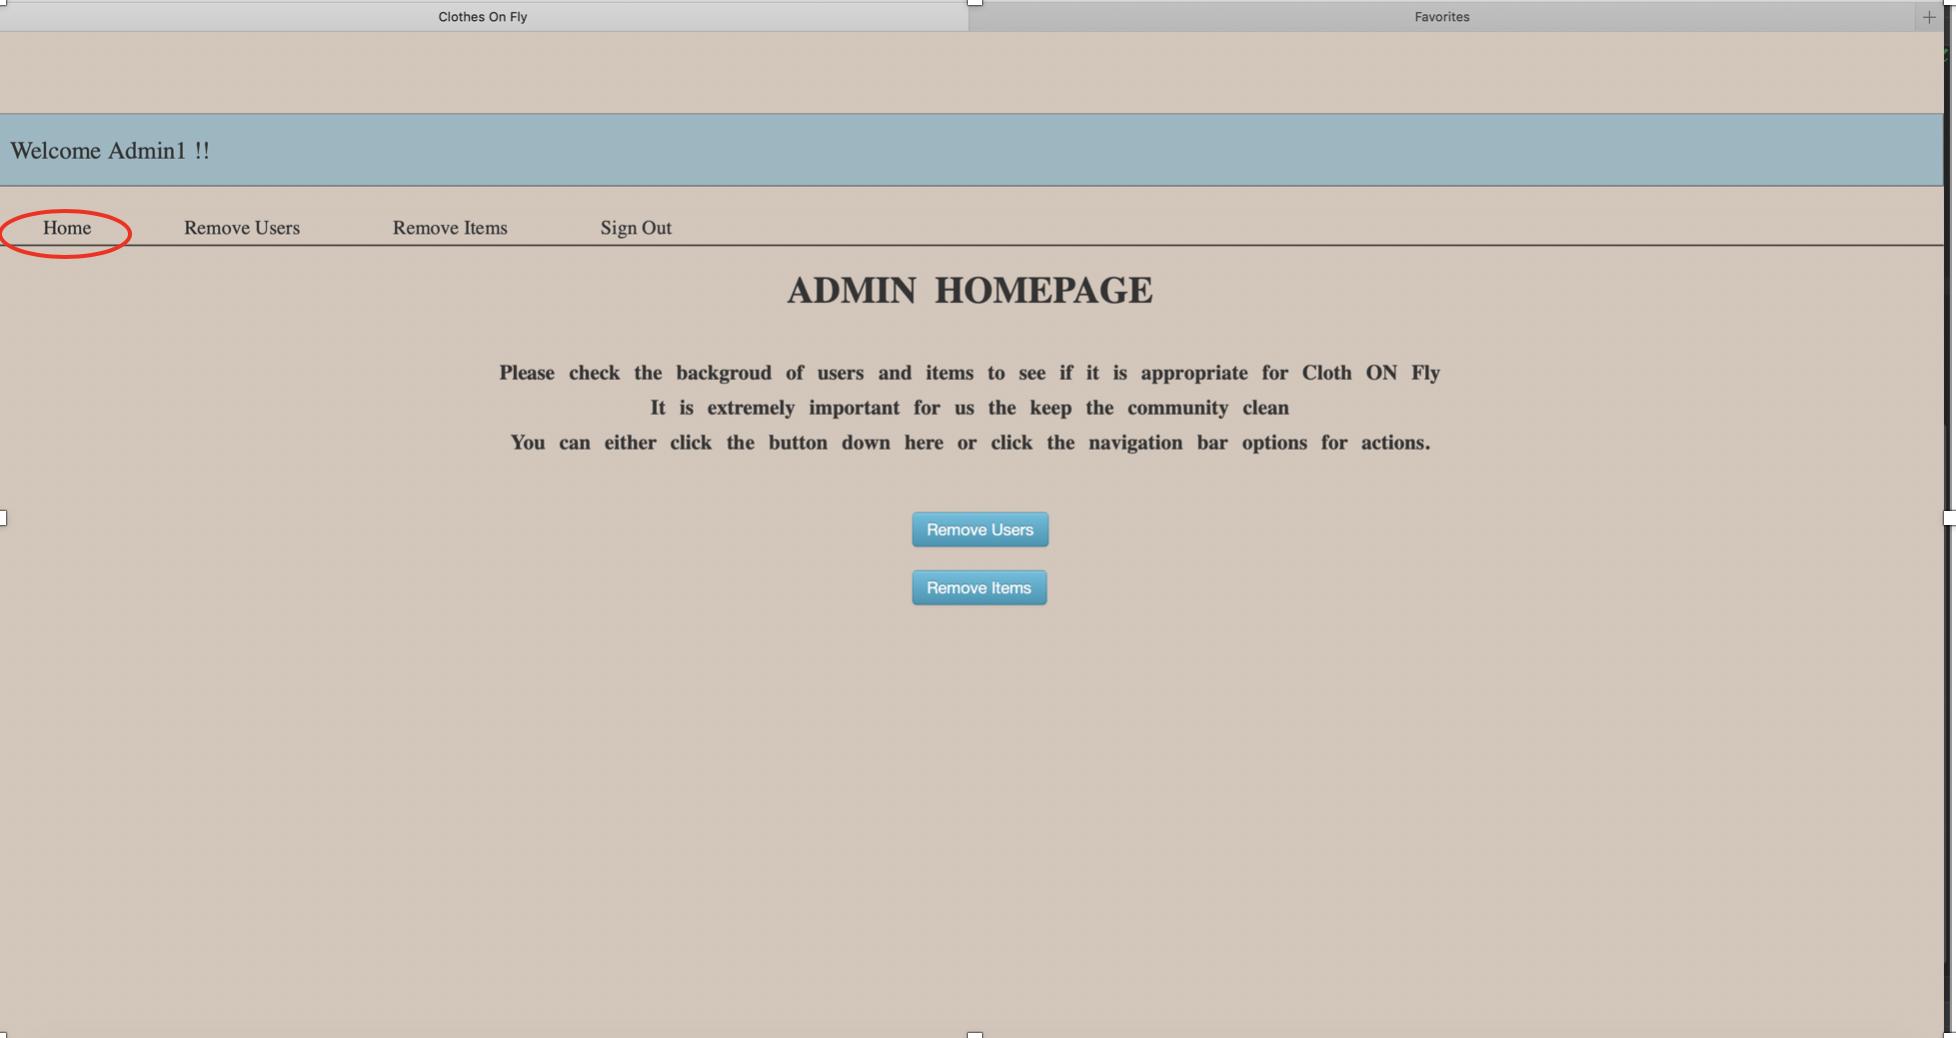 Clothes On Fly Favorites +
Welcome Admin1 !!
Home Remove Users Remove Items Sign Out
ADMIN HOMEPAGE
Please check the backgroud of users and items to see if it is appropriate for Cloth ON Fly
It is extremely important for us the keep the community clean
You can either click the button down here or click the navigation bar options for actions.
Remove Users
Remove Items